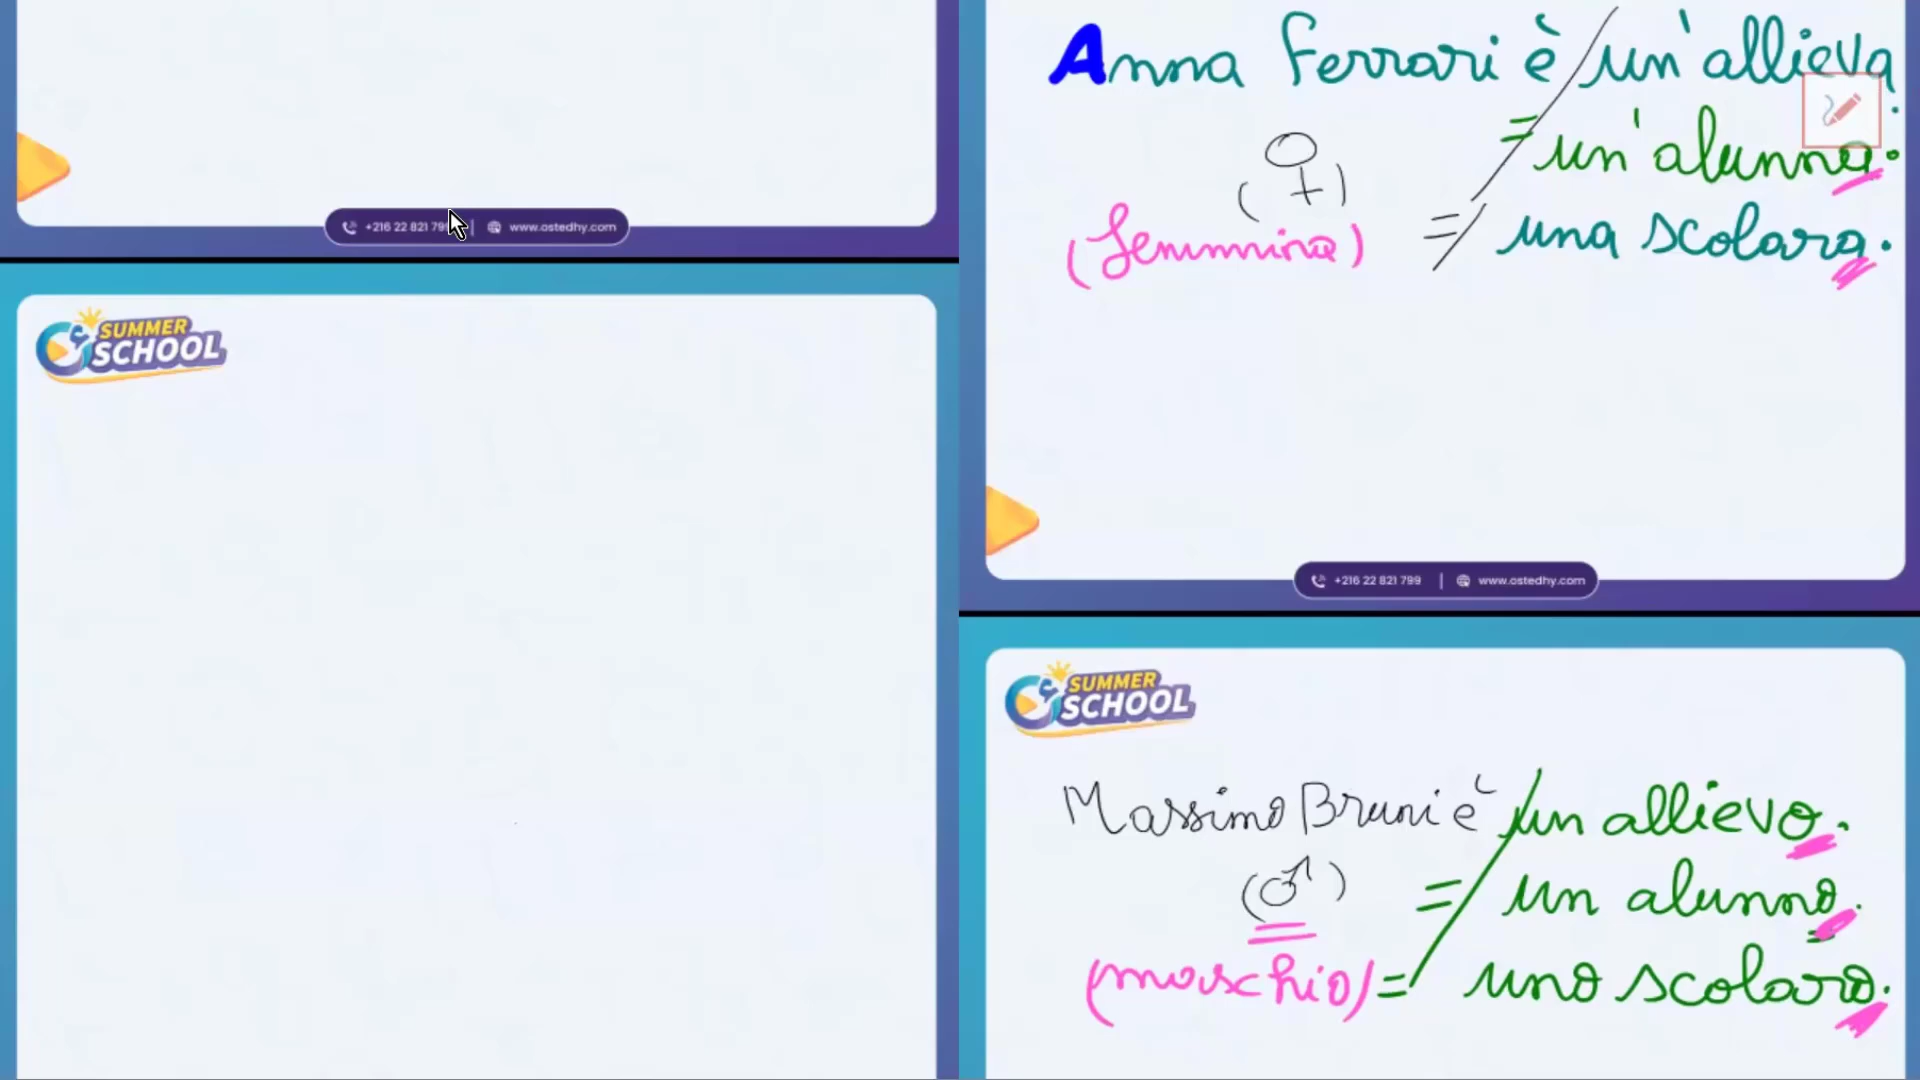 +216 22 821 799 | www.ostedhy.com
SUMMER
SCHOOL
Anna Ferrari è un'allieva.
= un'alunna.
(femmina) = una scolara.
+216 22 821 799 | www.ostedhy.com
SUMMER
SCHOOL
Massimo Bruni è un allievo.
= un alunno.
(maschio) = uno scolaro.